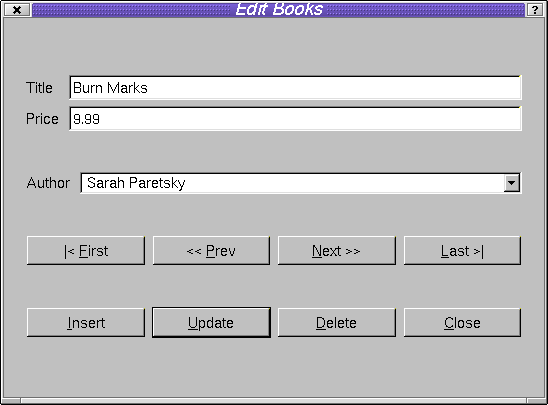 Edit Books
Title Burn Marks
Price 9.99
Author Sarah Paretsky
|< First << Prev Next >> Last >|
Insert Update Delete Close